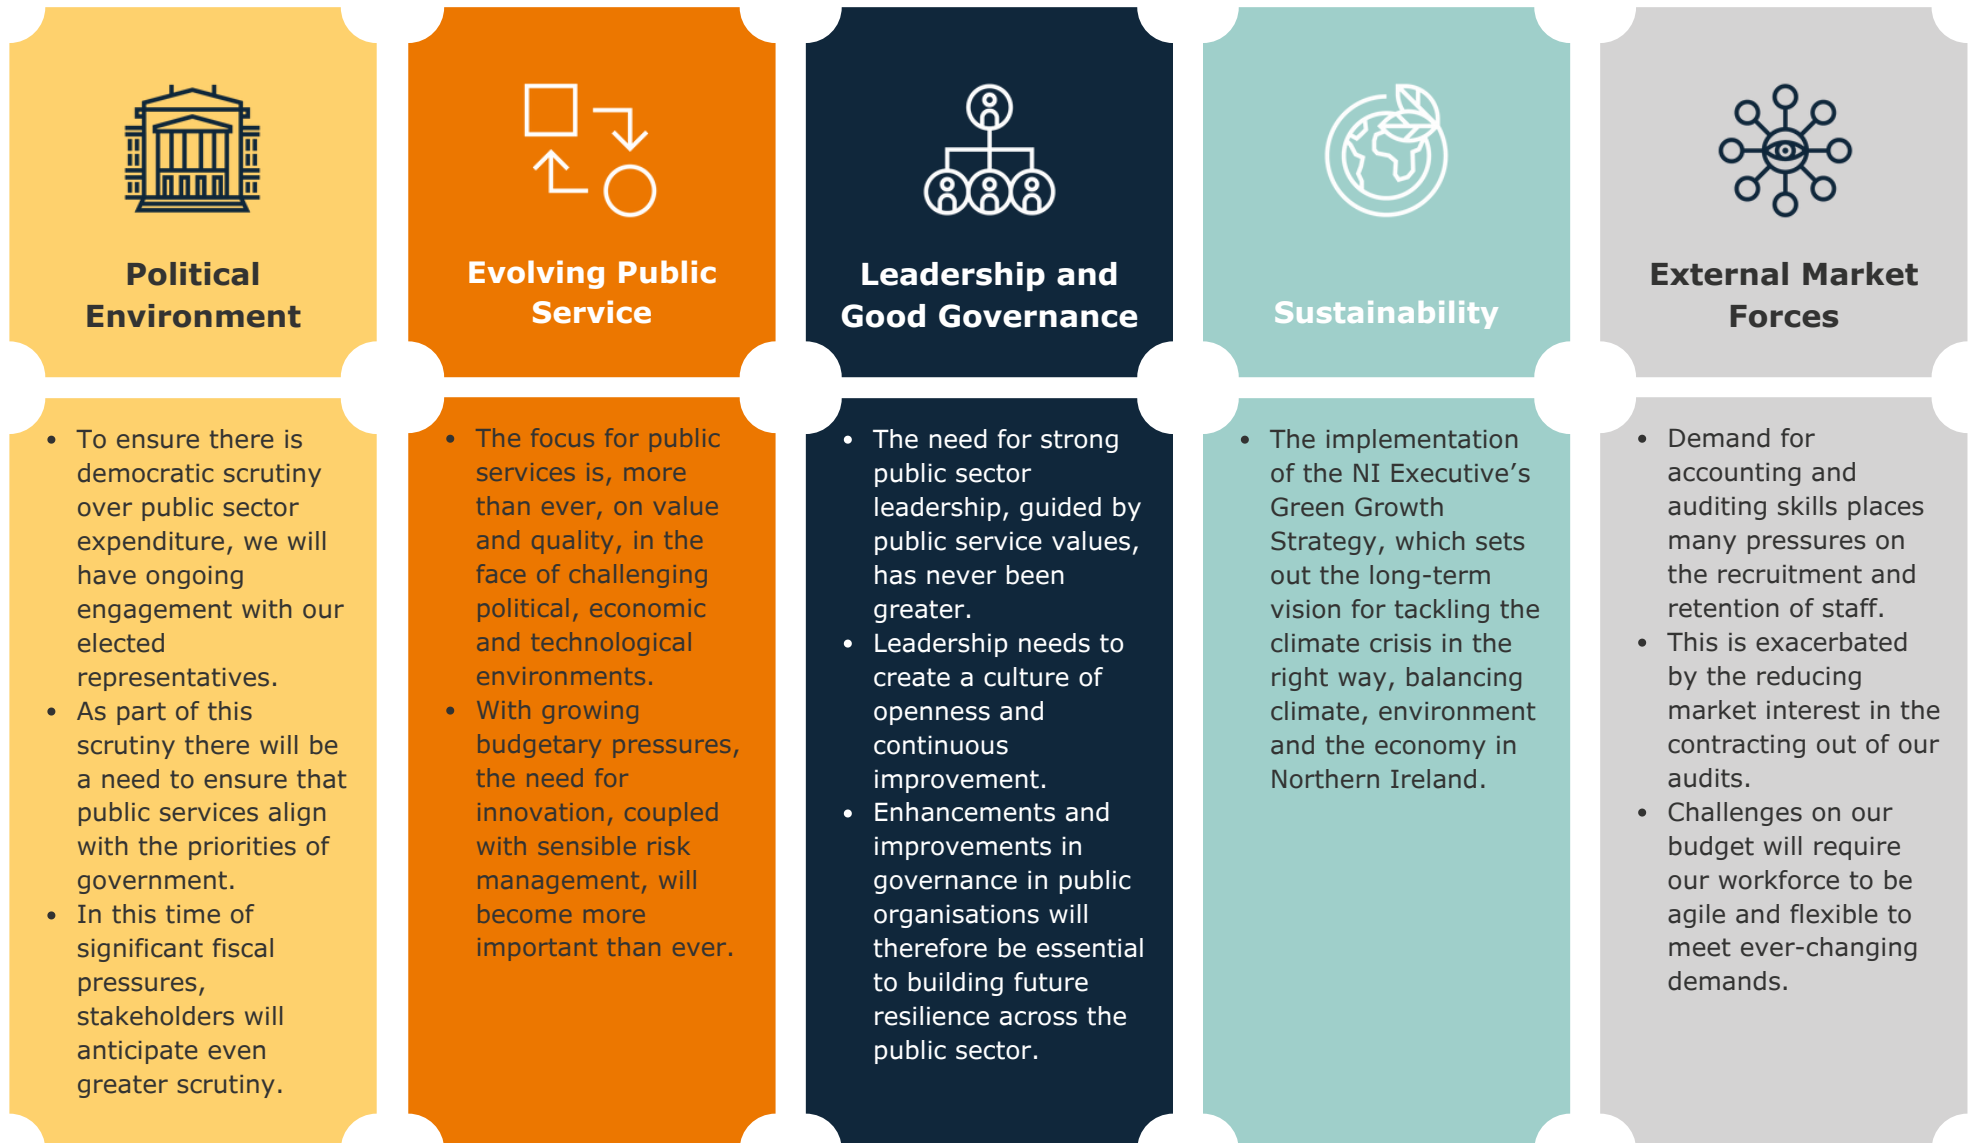 Political
Environment
• To ensure there is
democratic scrutiny
over public sector
expenditure, we will
have ongoing
engagement with our
elected
representatives.
• As part of this
scrutiny there will be
a need to ensure that
public services align
with the priorities of
government.
• In this time of
significant fiscal
pressures,
stakeholders will
anticipate even
greater scrutiny.
Evolving Public
Service
• The focus for public
services is, more
than ever, on value
and quality, in the
face of challenging
political, economic
and technological
environments.
• With growing
budgetary pressures,
the need for
innovation, coupled
with sensible risk
management, will
become more
important than ever.
Leadership and
Good Governance
• The need for strong
public sector
leadership, guided by
public service values,
has never been
greater.
• Leadership needs to
create a culture of
openness and
continuous
improvement.
• Enhancements and
improvements in
governance in public
organisations will
therefore be essential
to building future
resilience across the
public sector.
Sustainability
• The implementation
of the NI Executive’s
Green Growth
Strategy, which sets
out the long-term
vision for tackling the
climate crisis in the
right way, balancing
climate, environment
and the economy in
Northern Ireland.
External Market
Forces
• Demand for
accounting and
auditing skills places
many pressures on
the recruitment and
retention of staff.
• This is exacerbated
by the reducing
market interest in the
contracting out of our
audits.
• Challenges on our
budget will require
our workforce to be
agile and flexible to
meet ever-changing
demands.